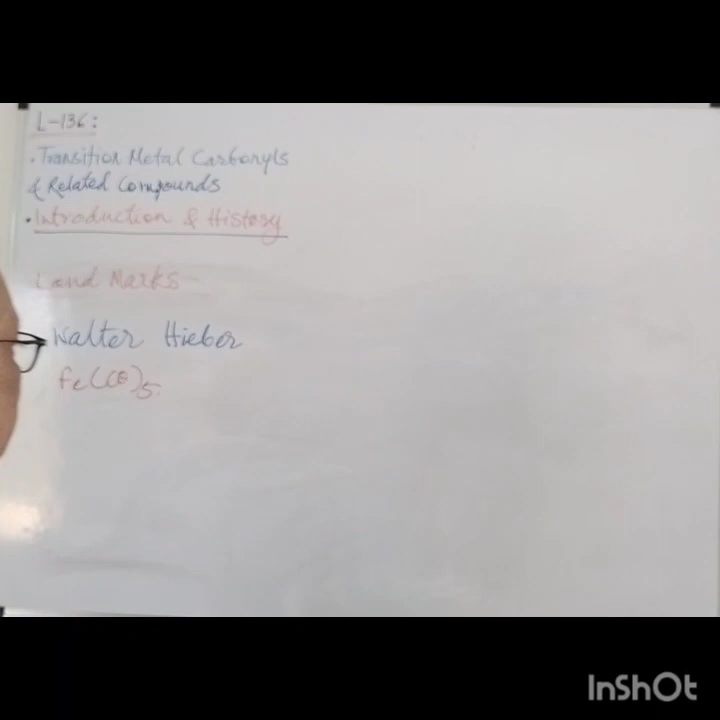 L-136:
• Transition Metal Carbonyls
& Related Compounds
• Introduction & History
Land Marks -
Walter Hieber
Fe(CO)5
InShOt